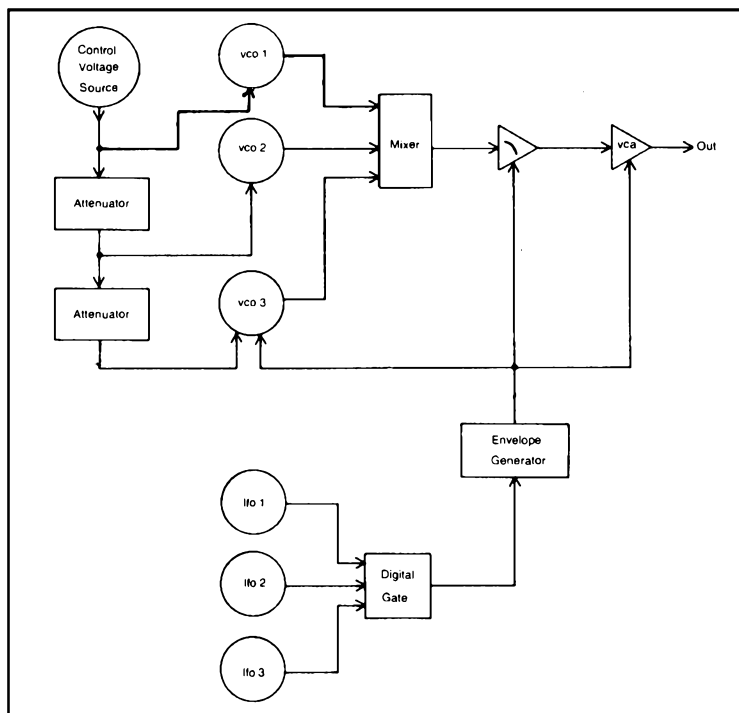 Control
Voltage
Source
vco 1
vco 2
Mixer
vca
Out
Attenuator
Attenuator
vco 3
Envelope
Generator
lfo 1
lfo 2
Digital
Gate
lfo 3